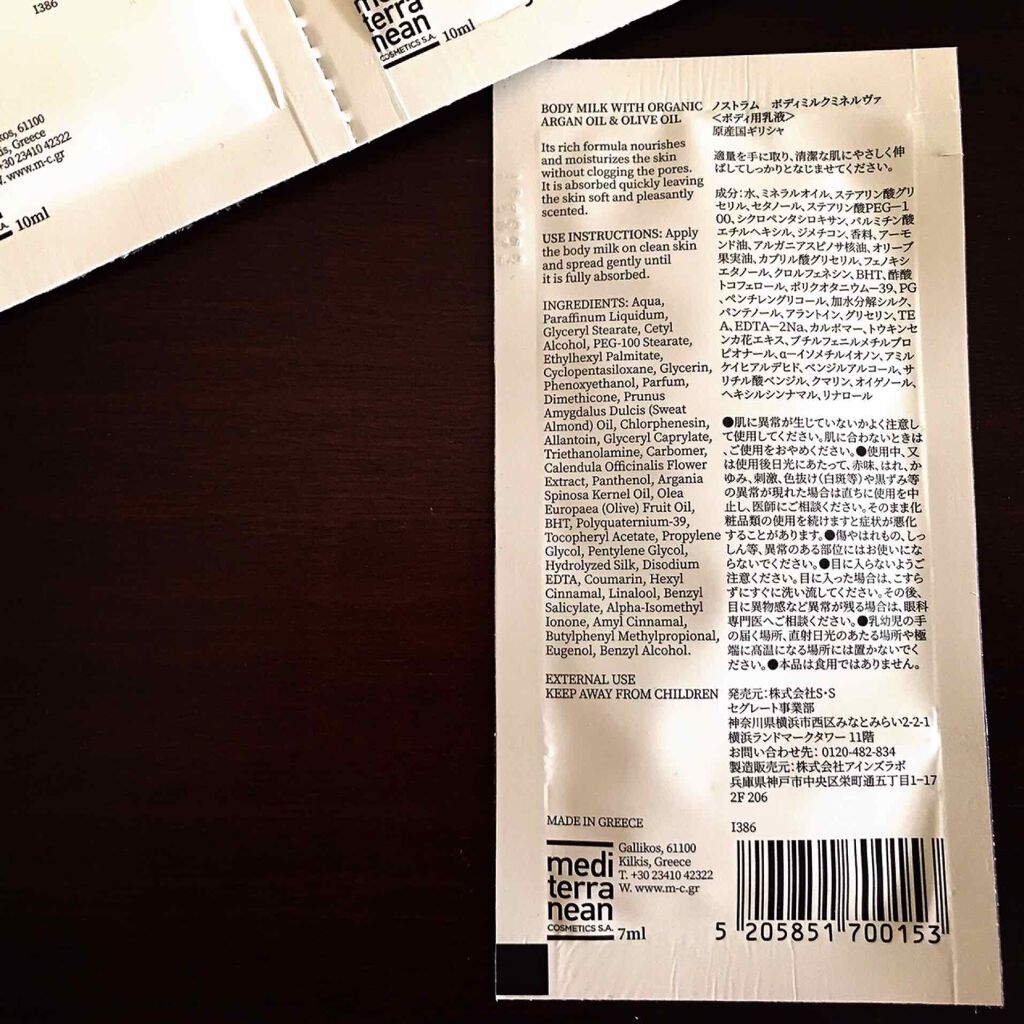 I386
medi
terra
nean
COSMETICS S.A.
10ml
61100
Greece
+30 23410 42322
www.m-c.gr
10ml
BODY MILK WITH ORGANIC
ARGAN OIL & OLIVE OIL
Its rich formula nourishes
and moisturizes the skin
without clogging the pores.
It is absorbed quickly leaving
the skin soft and pleasantly
scented.
USE INSTRUCTIONS: Apply
the body milk on clean skin
and spread gently until
it is fully absorbed.
INGREDIENTS: Aqua,
Paraffinum Liquidum,
Glyceryl Stearate, Cetyl
Alcohol, PEG-100 Stearate,
Ethylhexyl Palmitate,
Cyclopentasiloxane, Glycerin,
Phenoxyethanol, Parfum,
Dimethicone, Prunus
Amygdalus Dulcis (Sweat
Almond) Oil, Chlorphenesin,
Allantoin, Glyceryl Caprylate,
Triethanolamine, Carbomer,
Calendula Officinalis Flower
Extract, Panthenol, Argania
Spinosa Kernel Oil, Olea
Europaea (Olive) Fruit Oil,
BHT, Polyquaternium-39,
Tocopheryl Acetate, Propylene
Glycol, Pentylene Glycol,
Hydrolyzed Silk, Disodium
EDTA, Coumarin, Hexyl
Cinnamal, Linalool, Benzyl
Salicylate, Alpha-Isomethyl
Ionone, Amyl Cinnamal,
Butylphenyl Methylpropional,
Eugenol, Benzyl Alcohol.
EXTERNAL USE
KEEP AWAY FROM CHILDREN
MADE IN GREECE
medi
terra
nean
COSMETICS S.A.
Gallikos, 61100
Kilkis, Greece
T. +30 23410 42322
W. www.m-c.gr
7ml
ノストラム ボディミルクミネルヴァ
<ボディ用乳液>
原産国ギリシャ
適量を手に取り、清潔な肌にやさしく伸
ばしてしっかりとなじませてください。
成分:水、ミネラルオイル、ステアリン酸グリ
セリル、セタノール、ステアリン酸PEG−1
00、シクロペンタシロキサン、パルミチン酸
エチルヘキシル、ジメチコン、香料、アーモ
ンド油、アルガニアスピノサ核油、オリーブ
果実油、カプリル酸グリセリル、フェノキシ
エタノール、クロルフェネシン、BHT、酢酸
トコフェロール、ポリクオタニウム−39、PG
、ペンチレングリコール、加水分解シルク、
パンテノール、アラントイン、グリセリン、TE
A、EDTA−2Na、カルボマー、トウキンセ
ンカ花エキス、ブチルフェニルメチルプロ
ピオナール、α−イソメチルイオノン、アミル
ケイヒアルデヒド、ベンジルアルコール、サ
リチル酸ベンジル、クマリン、オイゲノール、
ヘキシルシンナマル、リナロール
●肌に異常が生じていないかよく注意し
て使用してください。肌に合わないときは
、ご使用をおやめください。●使用中、又
は使用後日光にあたって、赤味、はれ、か
ゆみ、刺激、色抜け(白斑等)や黒ずみ等
の異常が現れた場合は直ちに使用を中
止し、医師にご相談ください。そのまま化
粧品類の使用を続けますと症状が悪化
することがあります。●傷やはれもの、しっ
しん等、異常のある部位にはお使いにな
らないでください。●目に入らないようご
注意ください。目に入った場合は、こすら
ずにすぐに洗い流してください。その後、
目に異物感など異常が残る場合は、眼科
専門医へご相談ください。●乳幼児の手
の届く場所、直射日光のあたる場所や極
端に高温になる場所には置かないでく
ださい。●本品は食用ではありません。
発売元:株式会社S・S
セグレート事業部
神奈川県横浜市西区みなとみらい2-2-1
横浜ランドマークタワー 11階
お問い合わせ先: 0120-482-834
製造販売元:株式会社アインズラボ
兵庫県神戸市中央区栄町通五丁目1−17
2F 206
I386
5 205851 700153